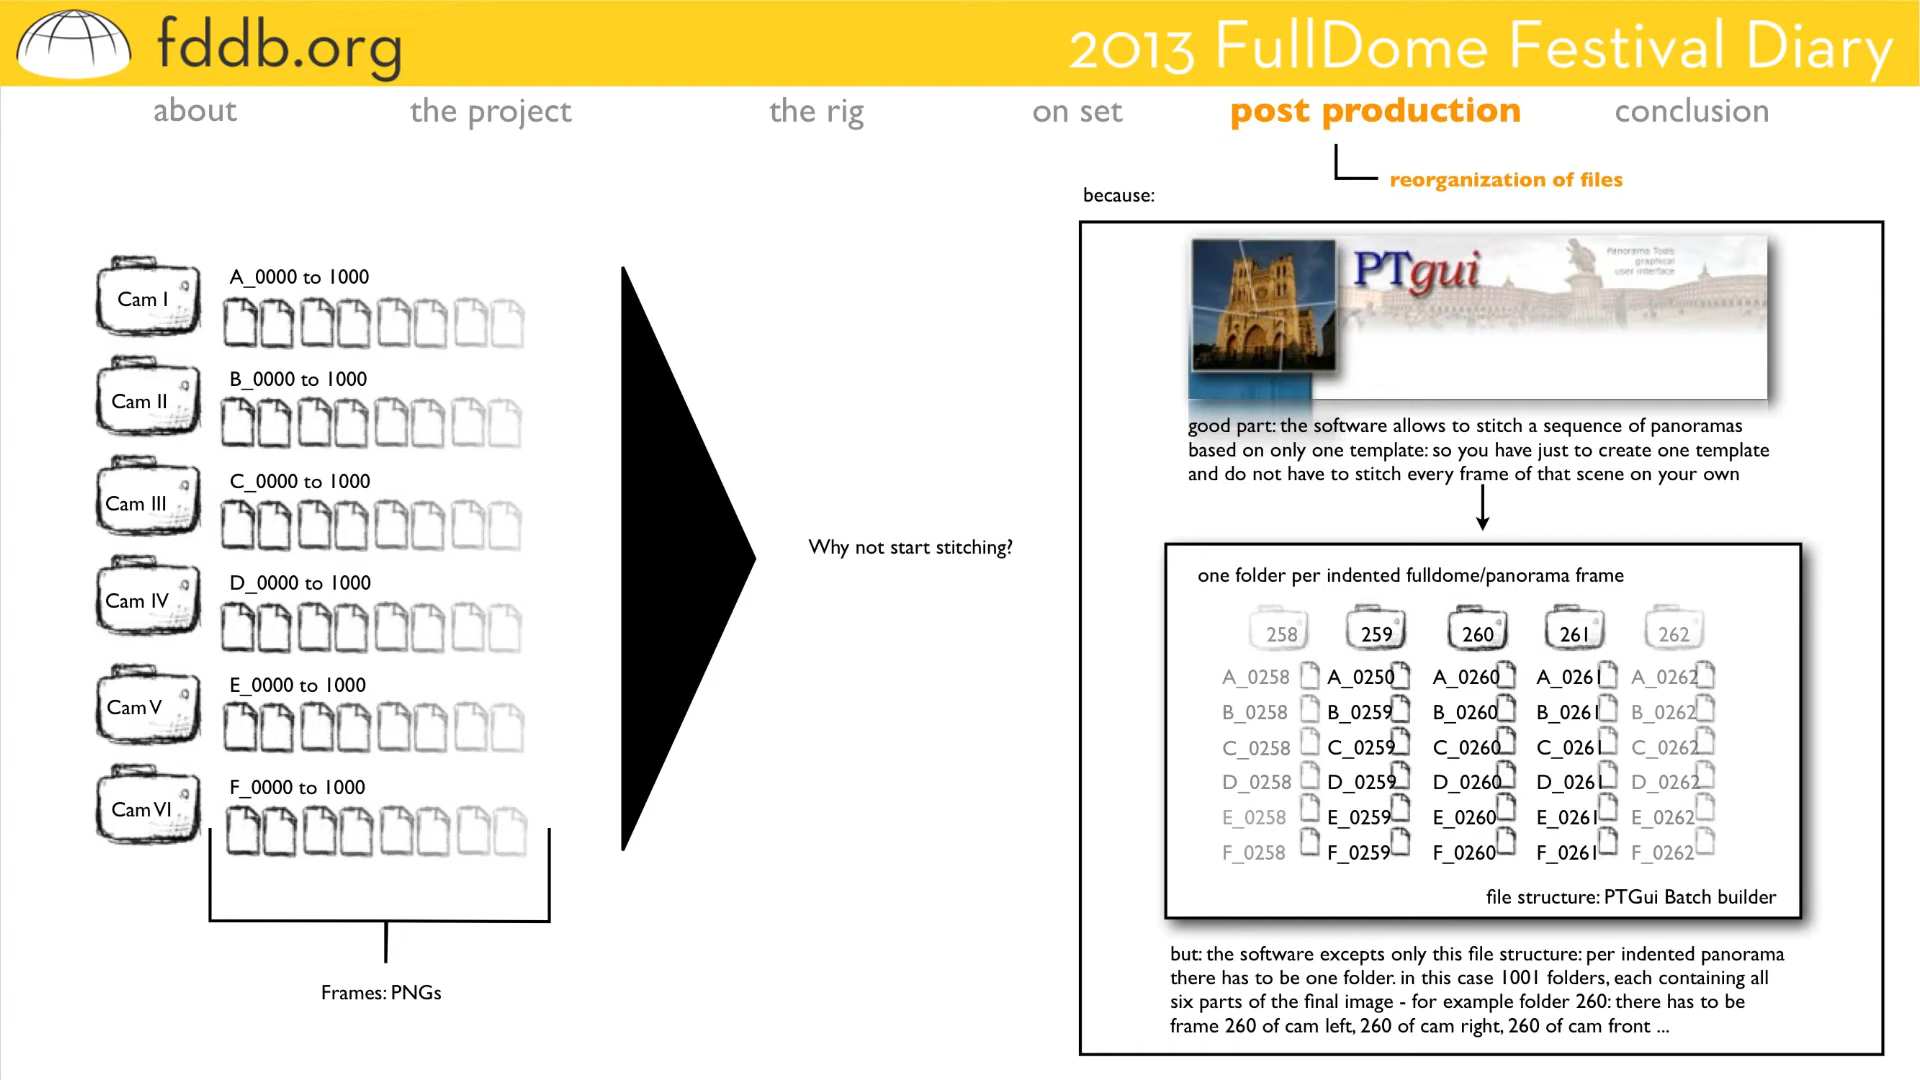 fddb.org
2013 FullDome Festival Diary
about
the project
the rig
on set
post production
conclusion
reorganization of files
because:
Cam I
A_0000 to 1000
Cam II
B_0000 to 1000
Cam III
C_0000 to 1000
Cam IV
D_0000 to 1000
Cam V
E_0000 to 1000
Cam VI
F_0000 to 1000
Frames: PNGs
Why not start stitching?
PTgui
Panorama Tools
graphical
user interface
good part: the software allows to stitch a sequence of panoramas
based on only one template: so you have just to create one template
and do not have to stitch every frame of that scene on your own
one folder per indented fulldome/panorama frame
258 259 260 261 262
A_0258 A_0250 A_0260 A_0261 A_0262
B_0258 B_0259 B_0260 B_0261 B_0262
C_0258 C_0259 C_0260 C_0261 C_0262
D_0258 D_0259 D_0260 D_0261 D_0262
E_0258 E_0259 E_0260 E_0261 E_0262
F_0258 F_0259 F_0260 F_0261 F_0262
file structure: PTGui Batch builder
but: the software excepts only this file structure: per indented panorama
there has to be one folder. in this case 1001 folders, each containing all
six parts of the final image - for example folder 260: there has to be
frame 260 of cam left, 260 of cam right, 260 of cam front ...